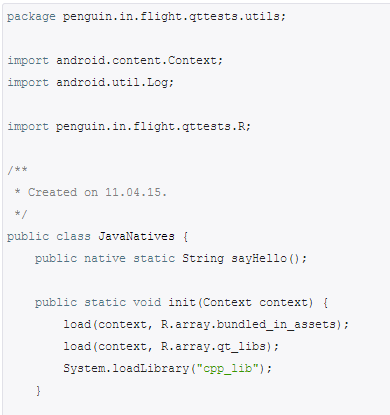 package penguin.in.flight.qttests.utils;
import android.content.Context;
import android.util.Log;
import penguin.in.flight.qttests.R;
/**
 * Created on 11.04.15.
 */
public class JavaNatives {
    public native static String sayHello();
    public static void init(Context context) {
        load(context, R.array.bundled_in_assets);
        load(context, R.array.qt_libs);
        System.loadLibrary("cpp_lib");
    }